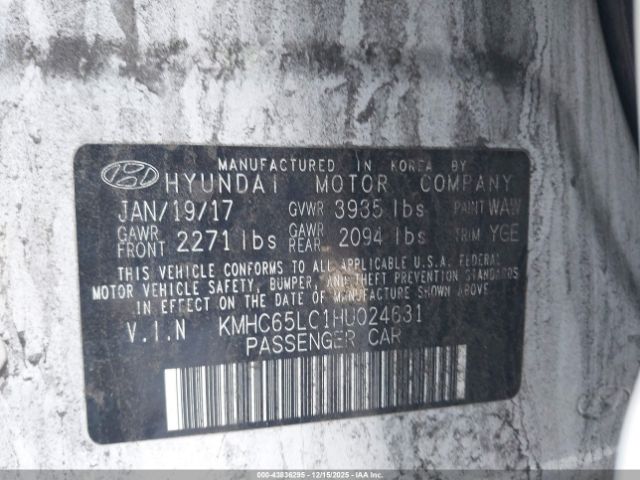 MANUFACTURED IN KOREA BY
HYUNDAI MOTOR COMPANY
JAN/19/17 GVWR 3935 lbs PAINT WAW
GAWR FRONT 2271 lbs GAWR REAR 2094 lbs TRIM YGE
THIS VEHICLE CONFORMS TO ALL APPLICABLE U.S.A. FEDERAL
MOTOR VEHICLE SAFETY, BUMPER, AND THEFT PREVENTION STANDARDS
IN EFFECT ON THE DATE OF MANUFACTURE SHOWN ABOVE
V.I.N KMHC65LC1HU024631
PASSENGER CAR
000-43836295 - 12/15/2025 - IAAI.COM